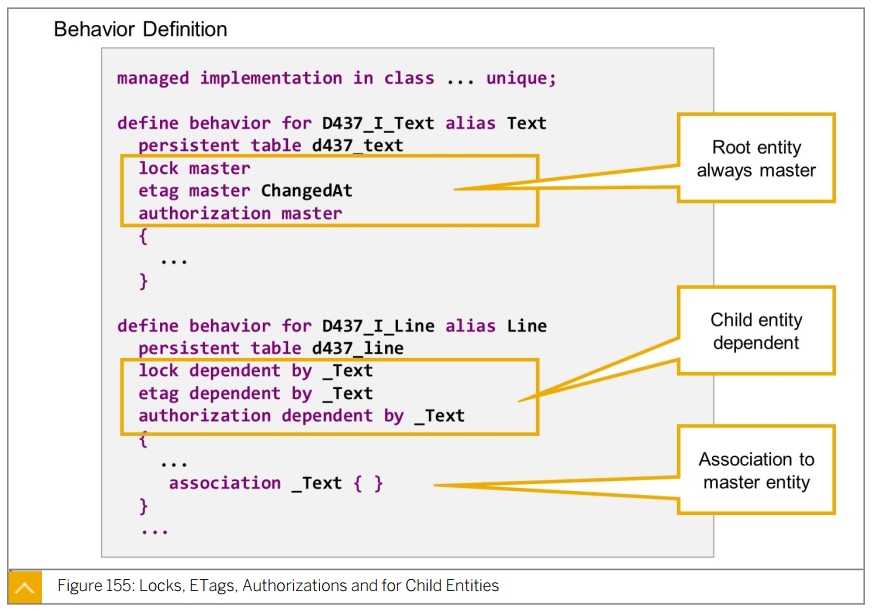 Behavior Definition
managed implementation in class ... unique;
define behavior for D437_I_Text alias Text
persistent table d437_text
lock master
etag master ChangedAt
authorization master
{
...
}
Root entity
always master
define behavior for D437_I_Line alias Line
persistent table d437_line
lock dependent by _Text
etag dependent by _Text
authorization dependent by _Text
{
...
association _Text { }
}
...
Child entity
dependent
Association to
master entity
Figure 155: Locks, ETags, Authorizations and for Child Entities